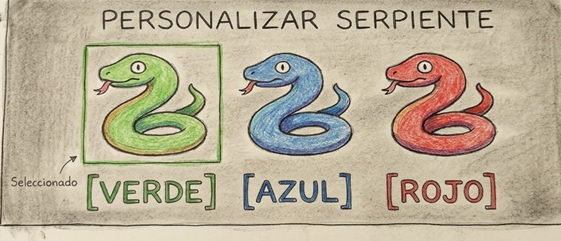 PERSONALIZAR SERPIENTE
Seleccionado
[VERDE] [AZUL] [ROJO]